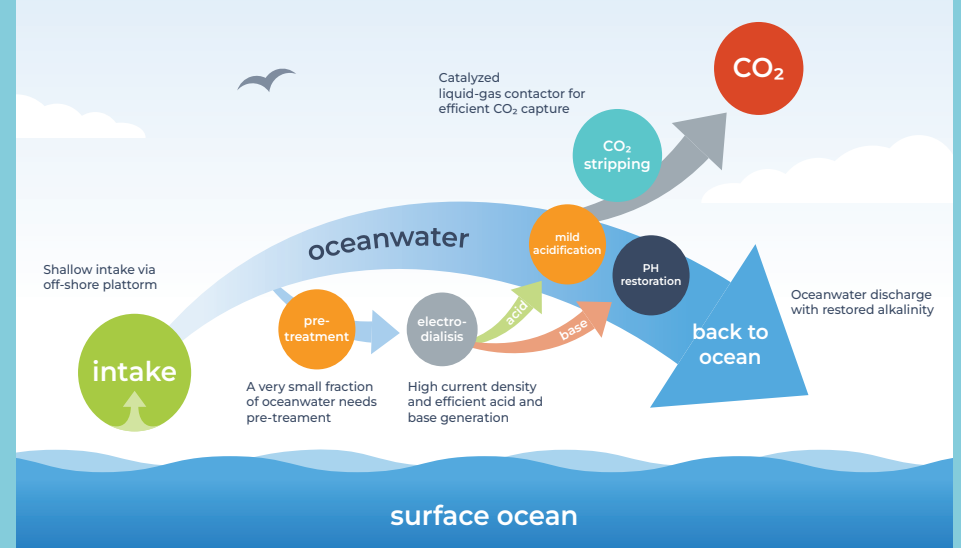 CO₂
Catalyzed
liquid-gas contactor for
efficient CO₂ capture
CO₂
stripping
oceanwater
mild
acidification
Shallow intake via
off-shore plattorm
PH
restoration
Oceanwater discharge
with restored alkalinity
pre-
treatment
electro-
dialisis
acid
base
back to
ocean
intake
A very small fraction
of oceanwater needs
pre-treament
High current density
and efficient acid and
base generation
surface ocean